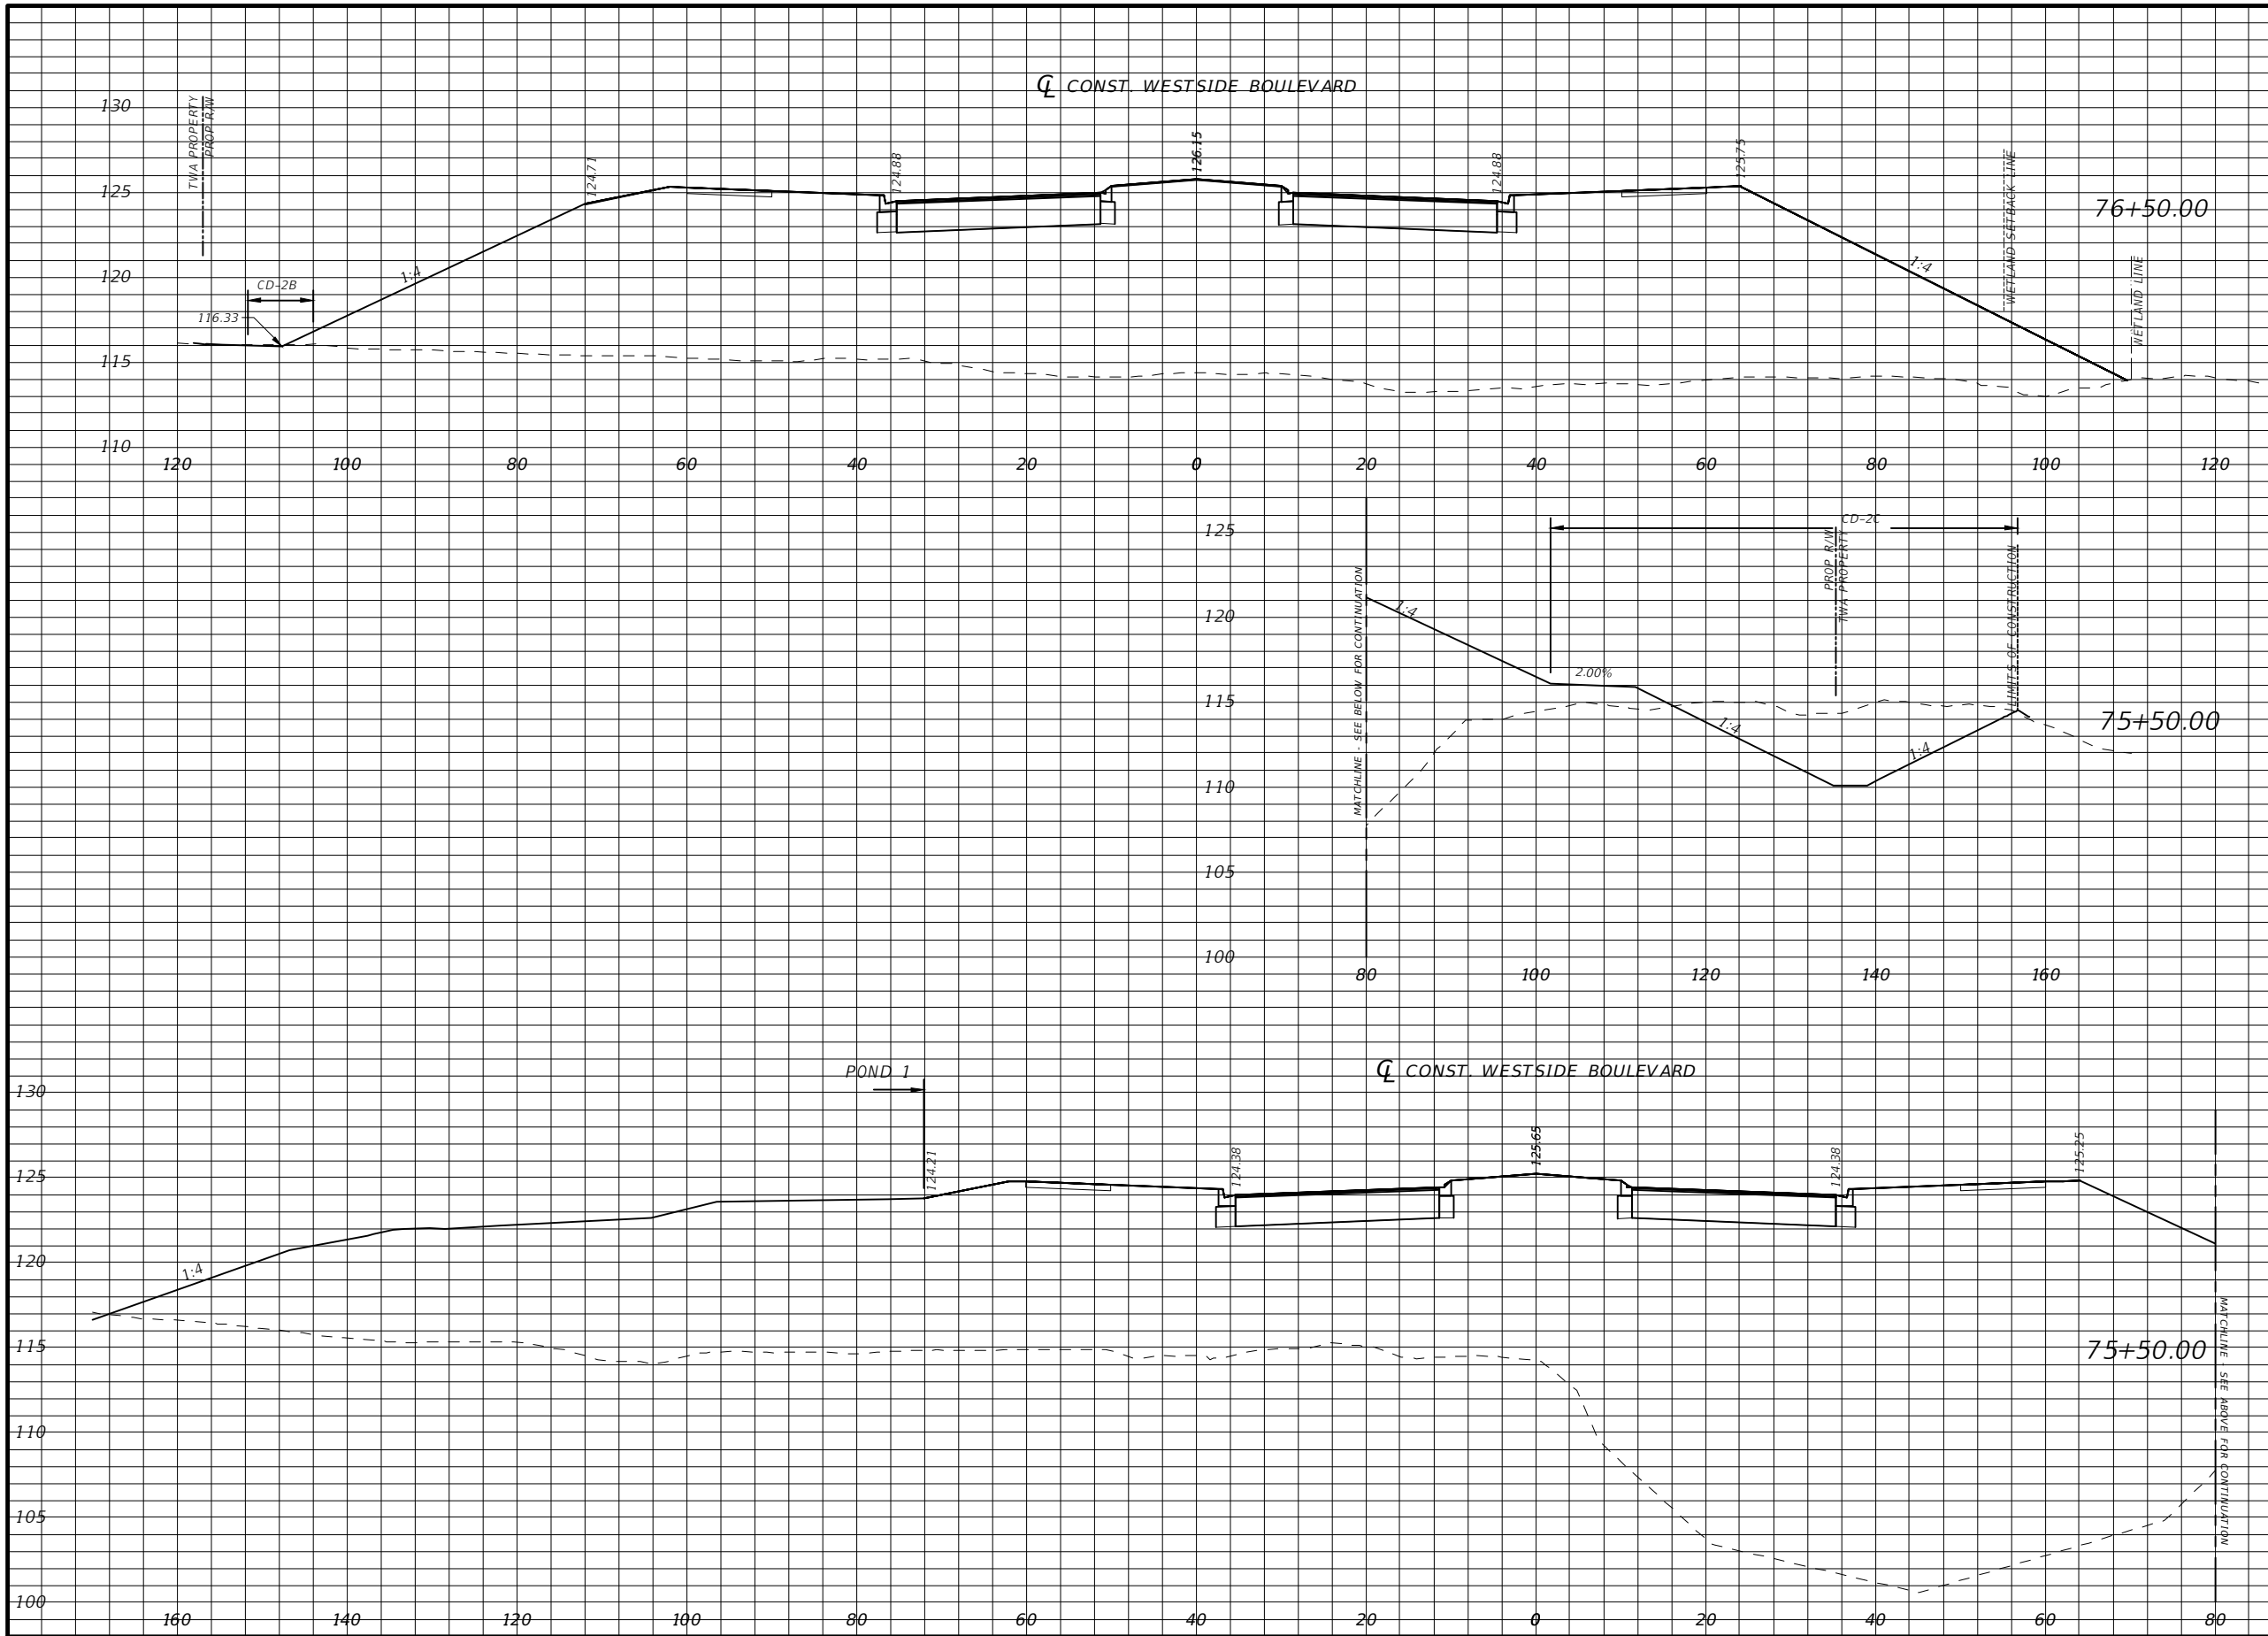 ℄ CONST. WESTSIDE BOULEVARD
130
TWA PROPERTY
PROP R/W
124.71
124.88
126.15
124.88
125.75
WETLAND SETBACK LINE
WETLAND LINE
76+50.00
125
120
CD-2B
116.33
1:4
1:4
115
110
120 100 80 60 40 20 0 20 40 60 80 100 120
125
CD-2C
PROP R/W
TWA PROPERTY
LIMITS OF CONSTRUCTION
MATCHLINE - SEE BELOW FOR CONTINUATION
120
1:4
2.00%
115
1:4
1:4
75+50.00
110
105
100
80 100 120 140 160
POND 1
℄ CONST. WESTSIDE BOULEVARD
130
124.21
124.38
125.65
124.38
125.25
125
120
1:4
115
75+50.00
MATCHLINE - SEE ABOVE FOR CONTINUATION
110
105
100
160 140 120 100 80 60 40 20 0 20 40 60 80